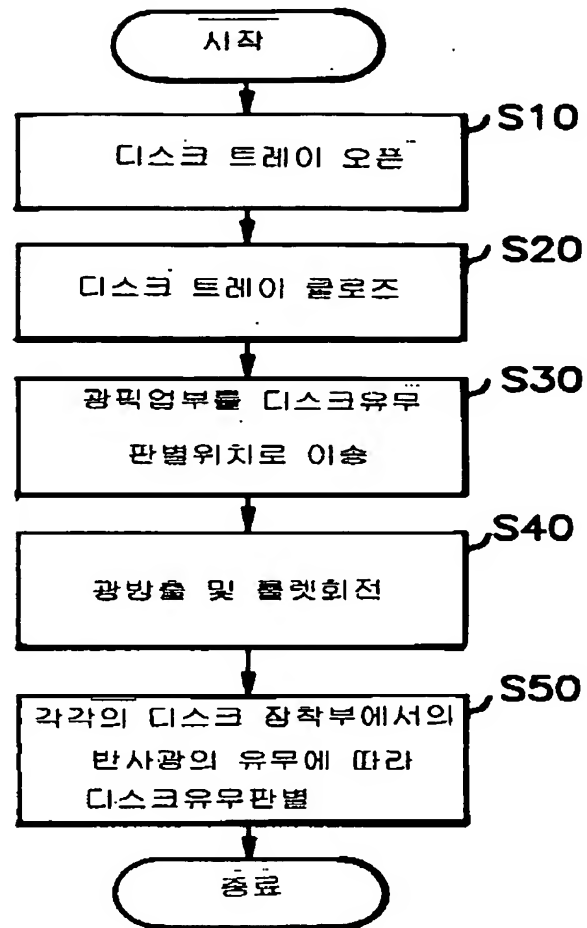 시작
S10
디스크 트레이 오픈
S20
디스크 트레이 클로즈
S30
광픽업부를 디스크유무
판별위치로 이송
S40
광방출 및 룰렛회전
S50
각각의 디스크 장착부에서의
반사광의 유무에 따라
디스크유무판별
종료